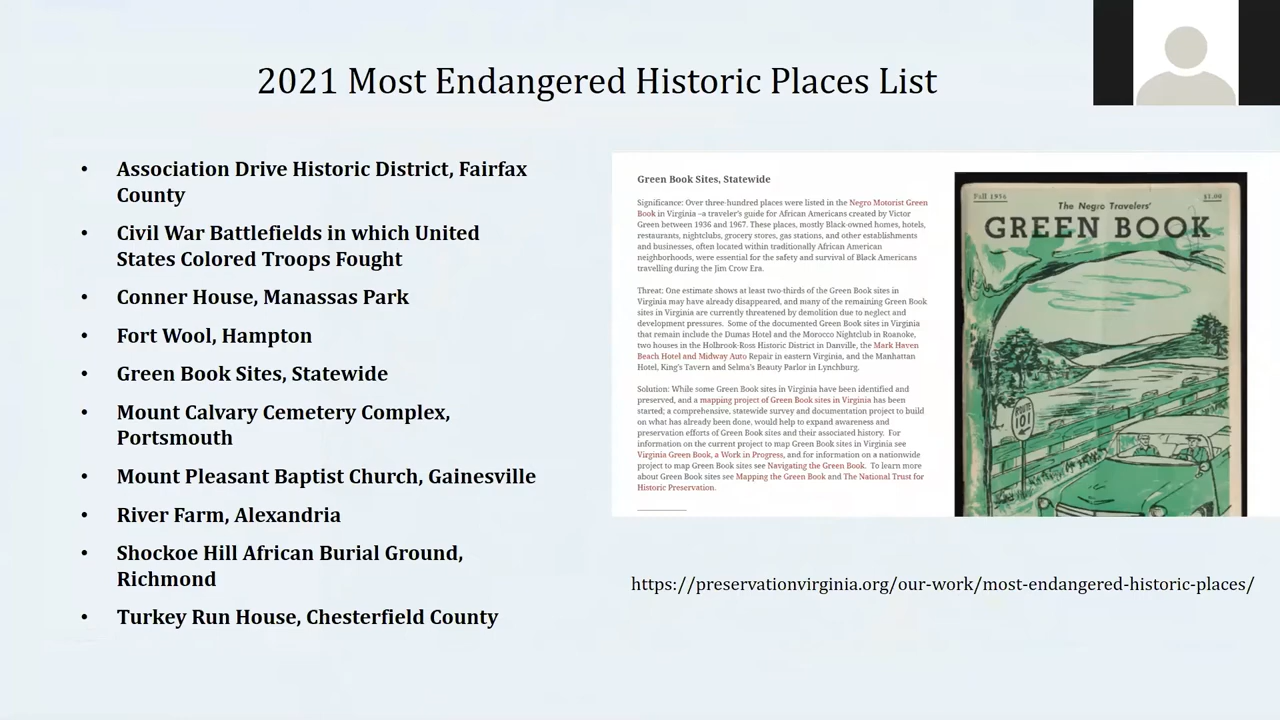 2021 Most Endangered Historic Places List
• Association Drive Historic District, Fairfax
County
• Civil War Battlefields in which United
States Colored Troops Fought
• Conner House, Manassas Park
• Fort Wool, Hampton
• Green Book Sites, Statewide
• Mount Calvary Cemetery Complex,
Portsmouth
• Mount Pleasant Baptist Church, Gainesville
• River Farm, Alexandria
• Shockoe Hill African Burial Ground,
Richmond
• Turkey Run House, Chesterfield County
Green Book Sites, Statewide
Significance: Over three-hundred places were listed in the Negro Motorist Green
Book in Virginia –a traveler's guide for African Americans created by Victor
Green between 1936 and 1967. These places, mostly Black-owned homes, hotels,
restaurants, nightclubs, grocery stores, gas stations, and other establishments
and businesses, often located within traditionally African American
neighborhoods, were essential for the safety and survival of Black Americans
travelling during the Jim Crow Era.
Threat: One estimate shows at least two-thirds of the Green Book sites in
Virginia may have already disappeared, and many of the remaining Green Book
sites in Virginia are currently threatened by demolition due to neglect and
development pressures. Some of the documented Green Book sites in Virginia
that remain include the Dumas Hotel and the Morocco Nightclub in Roanoke,
two houses in the Holbrook-Ross Historic District in Danville, the Mark Haven
Beach Hotel and Midway Auto Repair in eastern Virginia, and the Manhattan
Hotel, King's Tavern and Selma's Beauty Parlor in Lynchburg.
Solution: While some Green Book sites in Virginia have been identified and
preserved, and a mapping project of Green Book sites in Virginia has been
started; a comprehensive, statewide survey and documentation project to build
on what has already been done, would help to expand awareness and
preservation efforts of Green Book sites and their associated history. For
information on the current project to map Green Book sites in Virginia see
Virginia Green Book, a Work in Progress, and for information on a nationwide
project to map Green Book sites see Navigating the Green Book. To learn more
about Green Book sites see Mapping the Green Book and The National Trust for
Historic Preservation.
Fall 1956 $1.00
The Negro Travelers'
GREEN BOOK
ROUTE
101
https://preservationvirginia.org/our-work/most-endangered-historic-places/